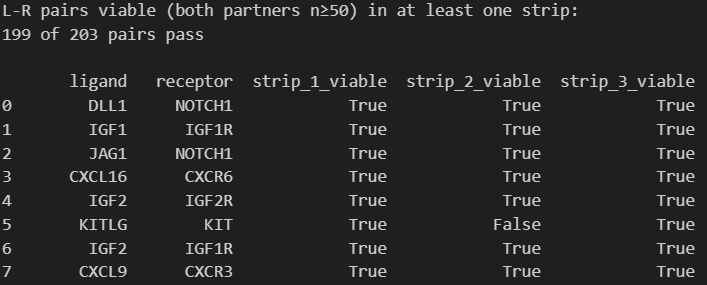 L-R pairs viable (both partners n≥50) in at least one strip:
199 of 203 pairs pass
ligand receptor strip_1_viable strip_2_viable strip_3_viable
0 DLL1 NOTCH1 True True True
1 IGF1 IGF1R True True True
2 JAG1 NOTCH1 True True True
3 CXCL16 CXCR6 True True True
4 IGF2 IGF2R True True True
5 KITLG KIT True False True
6 IGF2 IGF1R True True True
7 CXCL9 CXCR3 True True True